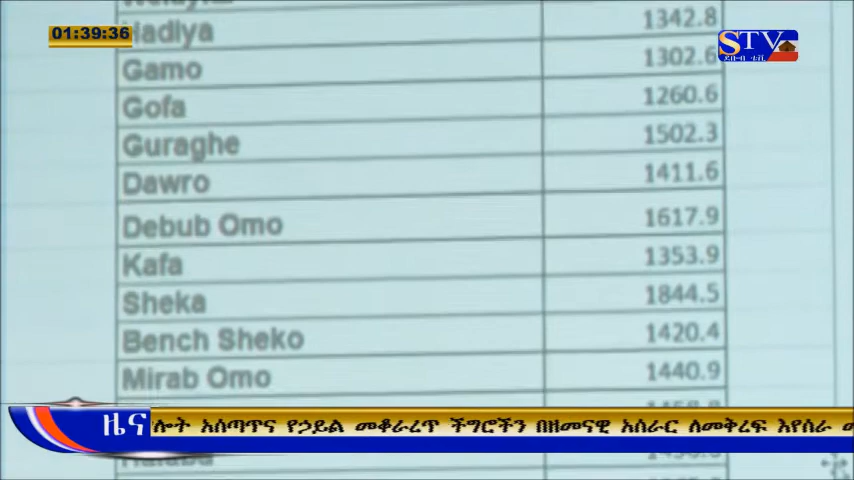 01:39:36
STV
Hadiya 1342.8
Gamo 1302.6
Gofa 1260.6
Guraghe 1502.3
Dawro 1411.6
Debub Omo 1617.9
Kafa 1353.9
Sheka 1844.5
Bench Sheko 1420.4
Mirab Omo 1440.9
ዜና
አሰጣጥና የኃይል መቆራረጥ ችግሮችን በዘመናዊ አሰራር ለመቅረፍ እየሰራ